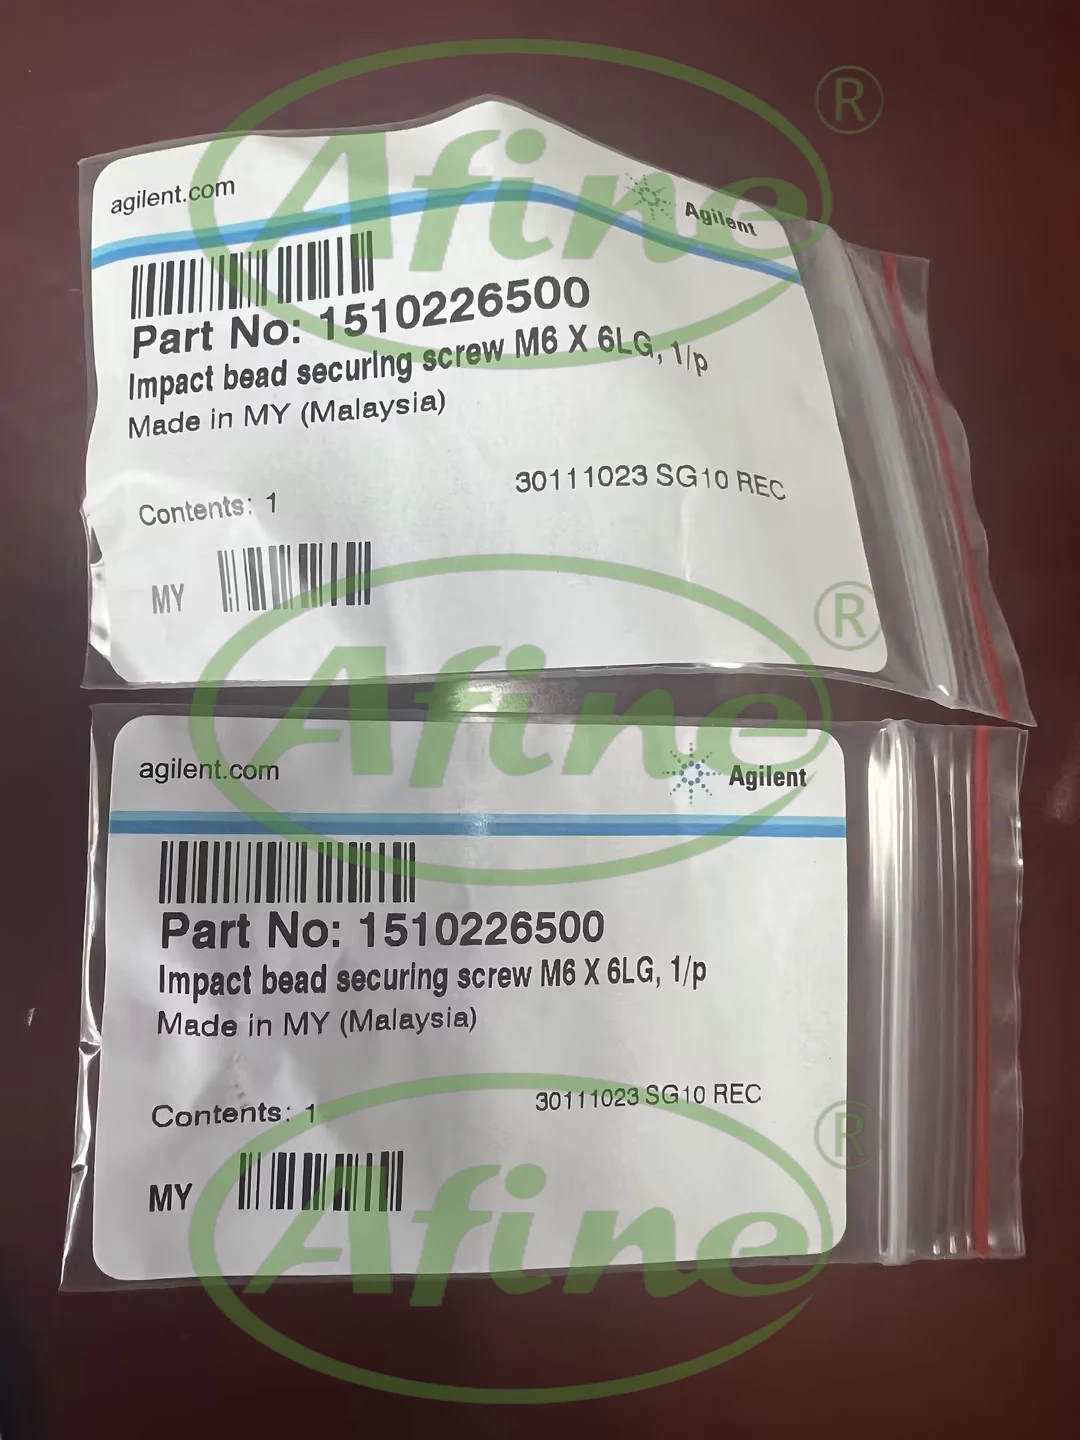 agilent.com
Agilent
Part No: 1510226500
Impact bead securing screw M6 X 6LG, 1/p
Made in MY (Malaysia)
30111023 SG10 REC
Contents: 1
MY
Afine ®
agilent.com
Agilent
Part No: 1510226500
Impact bead securing screw M6 X 6LG, 1/p
Made in MY (Malaysia)
30111023 SG10 REC
Contents: 1
MY
Afine ®
Afine ®